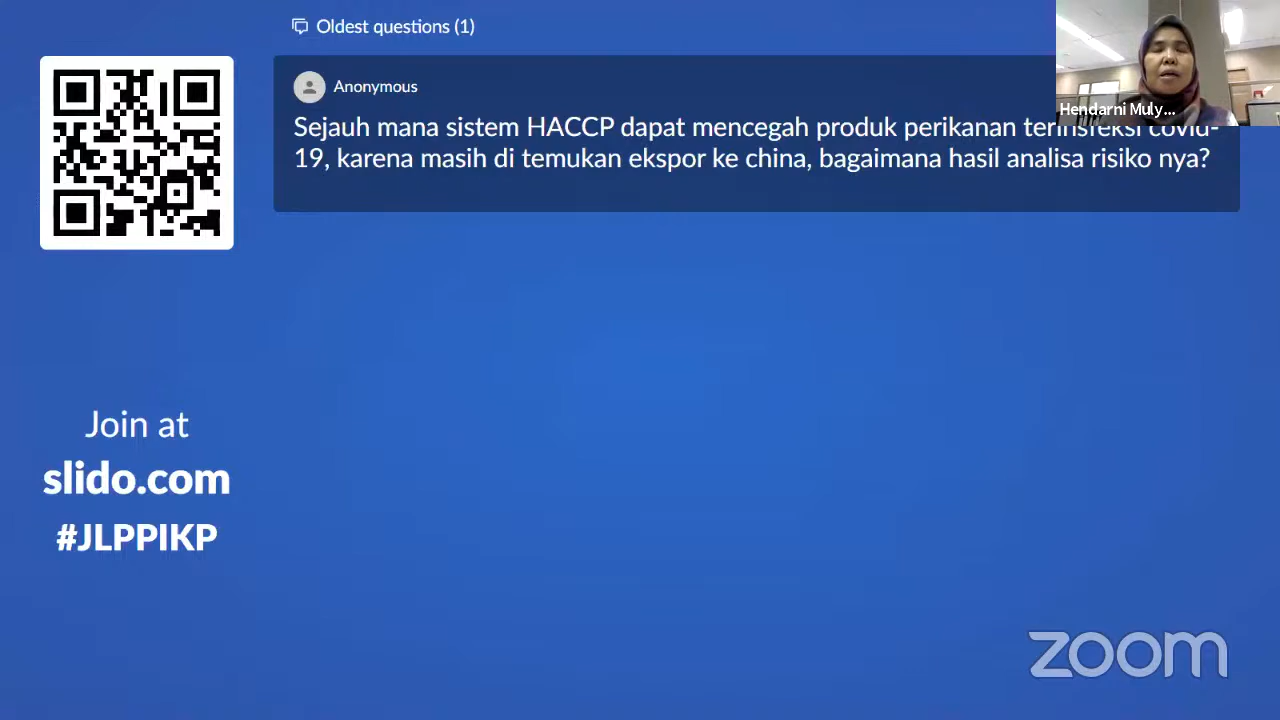 Oldest questions (1)
Anonymous
Hendarni Muly...
Sejauh mana sistem HACCP dapat mencegah produk perikanan terinsfeksi covid-
19, karena masih di temukan ekspor ke china, bagaimana hasil analisa risiko nya?
Join at
slido.com
#JLPPIKP
zoom